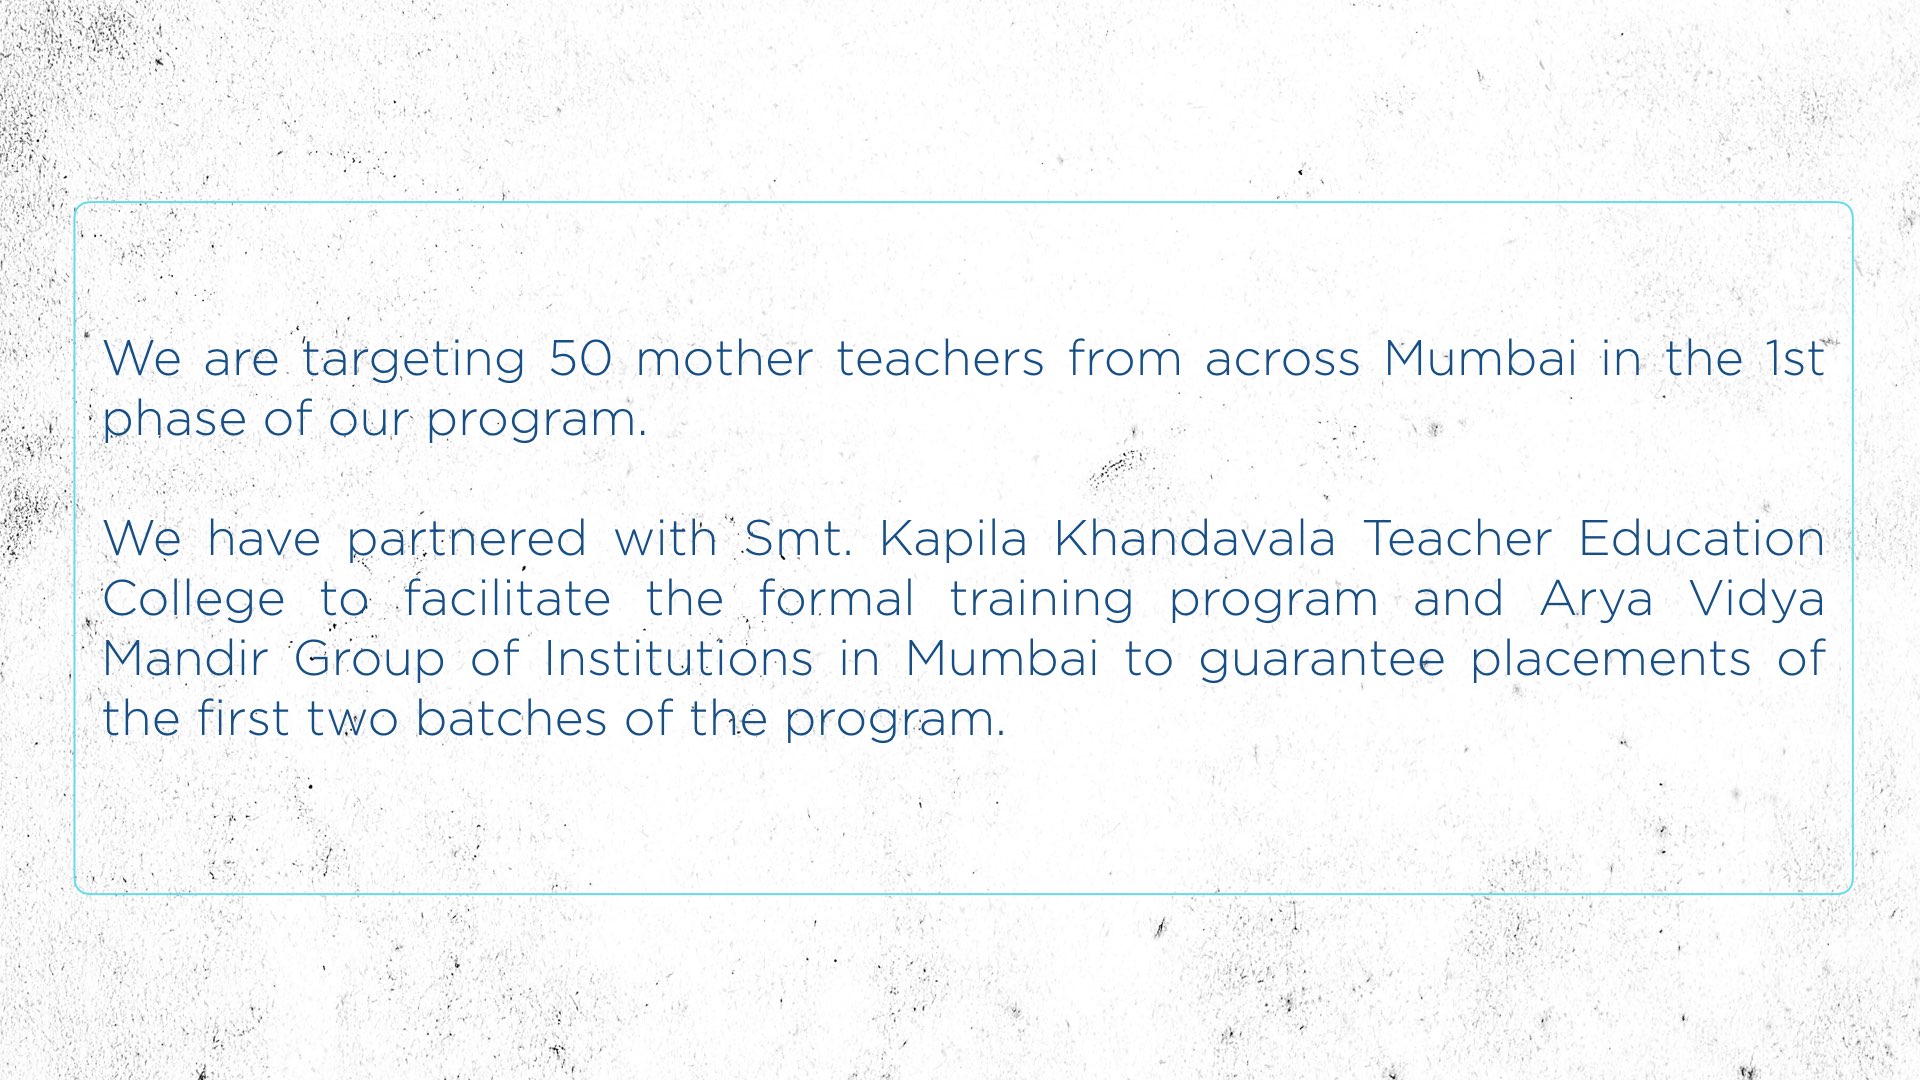 We are targeting 50 mother teachers from across Mumbai in the 1st
phase of our program.
We have partnered with Smt. Kapila Khandavala Teacher Education
College to facilitate the formal training program and Arya Vidya
Mandir Group of Institutions in Mumbai to guarantee placements of
the first two batches of the program.